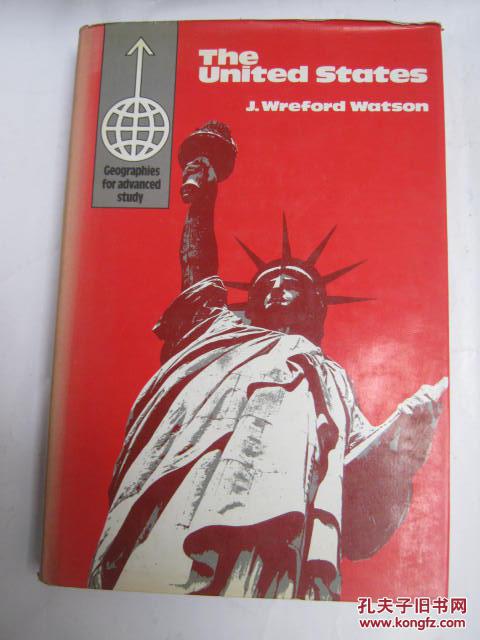 The
United States
J. Wreford Watson
Geographies
for advanced
study
孔夫子旧书网
www.kongfz.com